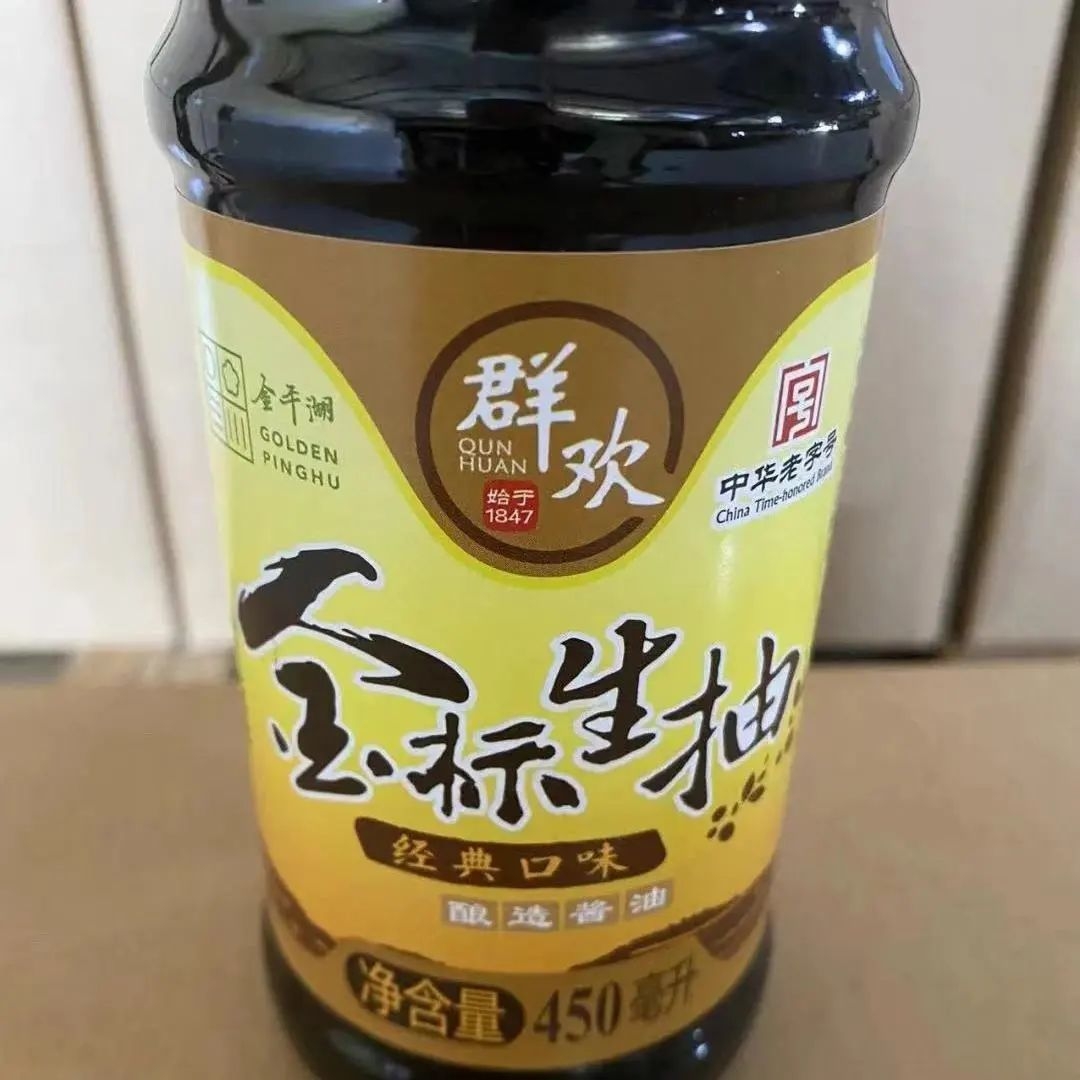 金平湖
GOLDEN
PINGHU
群欢
QUN
HUAN
始于
1847
号
中华老字号
China Time-honored Brand
金标生抽
经典口味
酿造酱油
净含量 450毫升